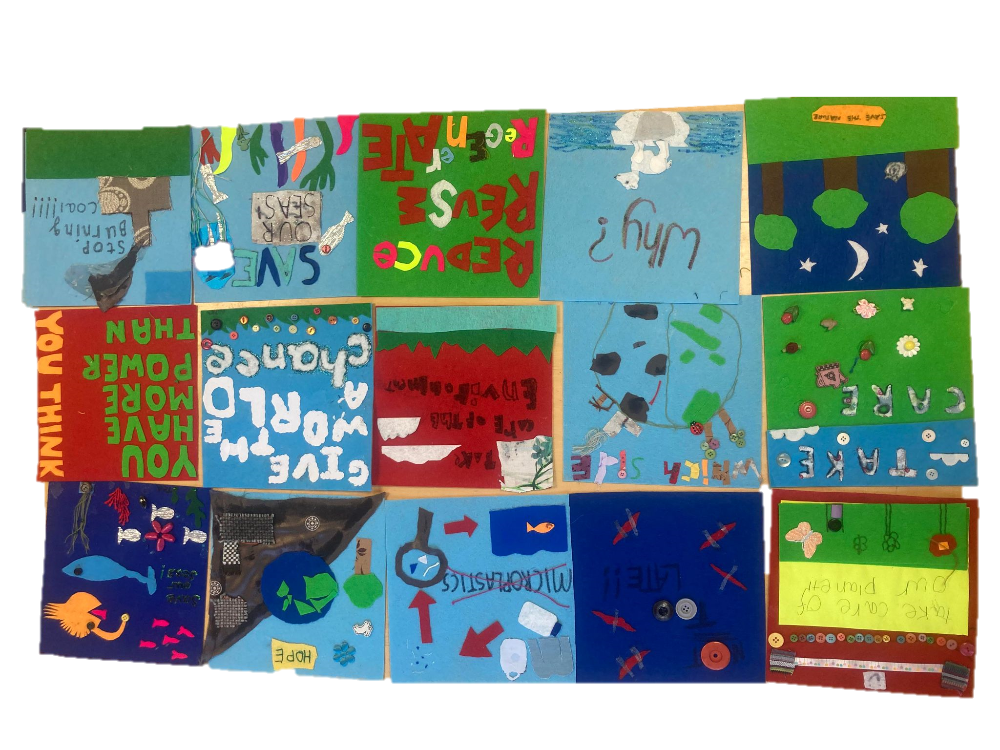 take care of
our planet!
NOT
TOO
LATE!!
MICROPLASTICS
HOPE
Save
our
Seas!
TAKE
CARE
WHICH SIDE
Take
care of the
Environment
GIVE
THE
WORLD
A
chance
YOU
HAVE
MORE
POWER
THAN
YOU THINK
SAVE THE NATURE
Why?
REDUCE
REUSE
ReGENerATE
SAVE
OUR
SEAS!
Stop
Burning
coal!!!!